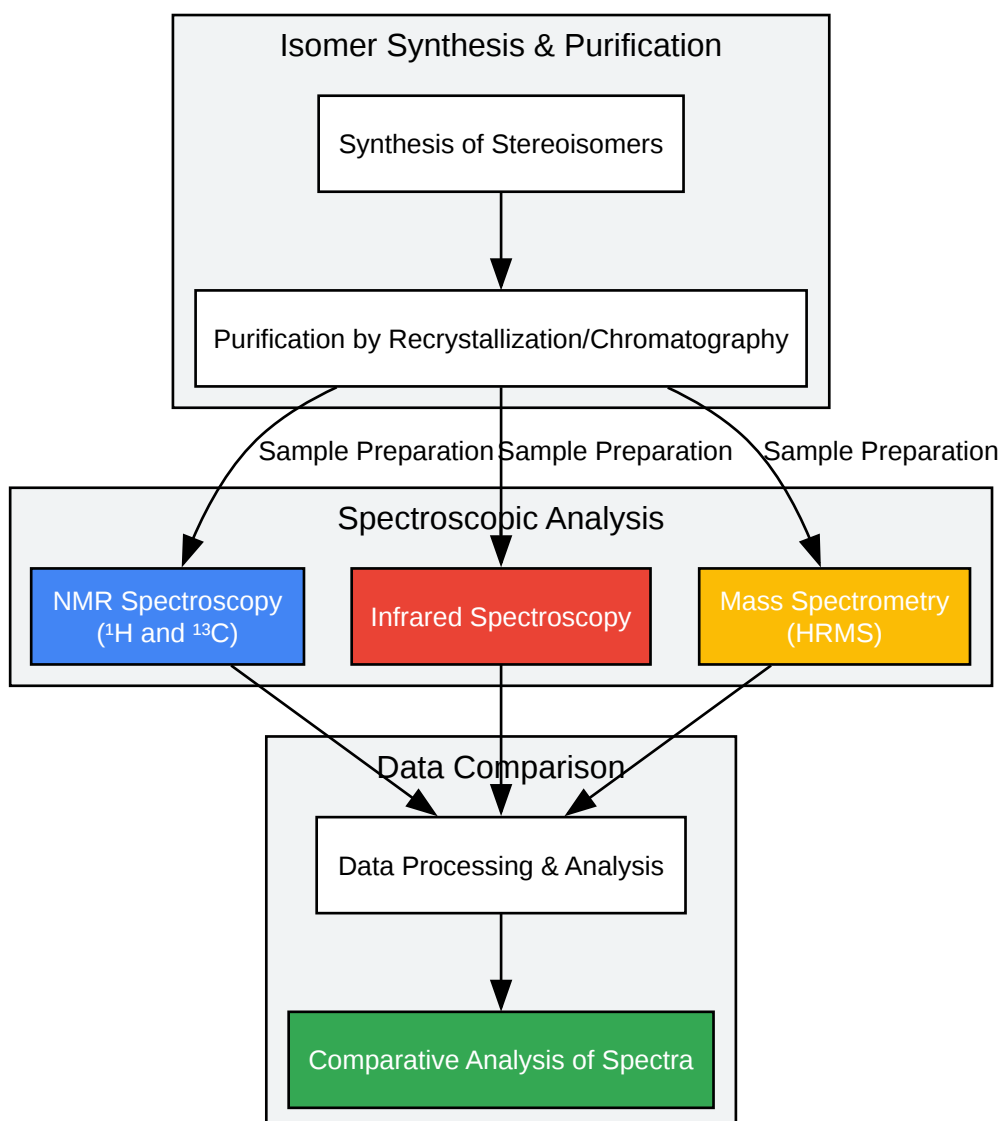 Isomer Synthesis & Purification
Synthesis of Stereoisomers
Purification by Recrystallization/Chromatography
Sample Preparation
Sample Preparation
Sample Preparation
Spectroscopic Analysis
NMR Spectroscopy
(¹H and ¹³C)
Infrared Spectroscopy
Mass Spectrometry
(HRMS)
Data Comparison
Data Processing & Analysis
Comparative Analysis of Spectra